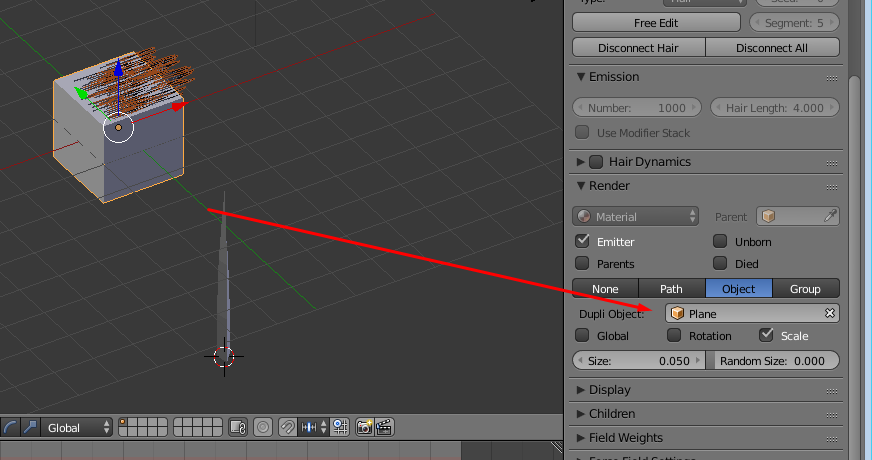 Free Edit
Segment: 5
Disconnect Hair Disconnect All
Emission
Number: 1000 Hair Length: 4.000
Use Modifier Stack
Hair Dynamics
Render
Material Parent
Emitter Unborn
Parents Died
None Path Object Group
Dupli Object: Plane
Global Rotation Scale
Size: 0.050 Random Size: 0.000
Display
Children
Field Weights
Global